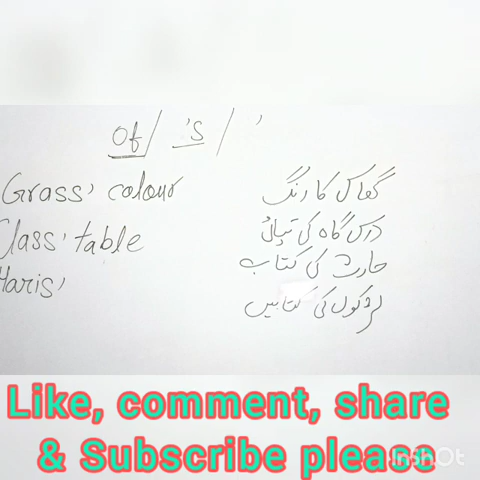 of / 's / '
Grass' colour گھاس کا رنگ
Class' table درس گاہ کی تپائی
Haris' حارث کی کتاب
لڑکوں کی کتابیں
Like, comment, share
& Subscribe please
InShOt